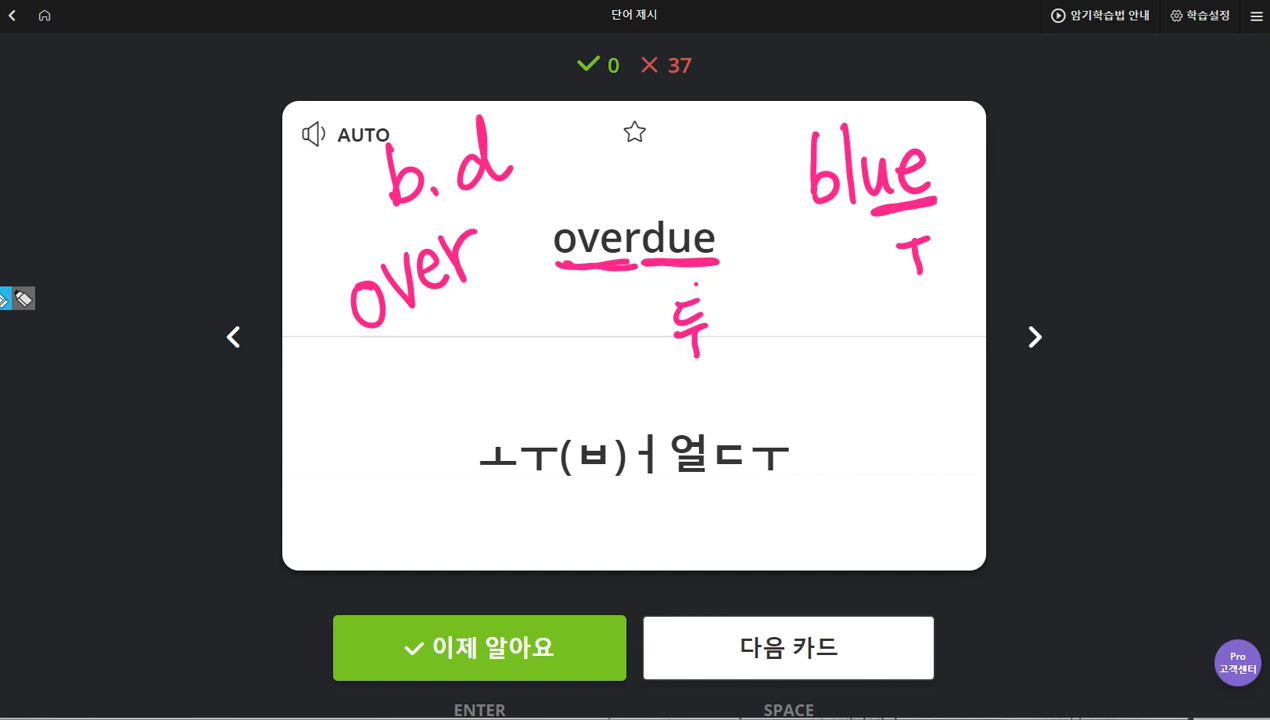 단어 제시
암기학습법 안내
학습설정
0
37
AUTO
b.d
blue
ㅜ
over
overdue
두
ㅗㅜ(ㅂ)ㅓ얼ㄷㅜ
이제 알아요
다음 카드
ENTER
SPACE
Pro
고객센터